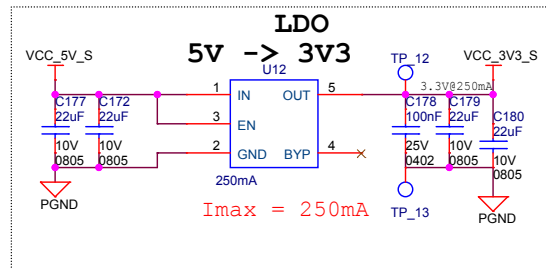 LDO
5V -> 3V3
VCC_5V_S
U12
TP_12
VCC_3V3_S
3.3V@250mA
1
IN
OUT
5
C177
22uF
C172
22uF
C178
100nF
C179
22uF
C180
22uF
3
EN
2
GND
BYP
4
10V
0805
10V
0805
25V
0402
10V
0805
10V
0805
250mA
PGND
Imax = 250mA
TP_13
PGND